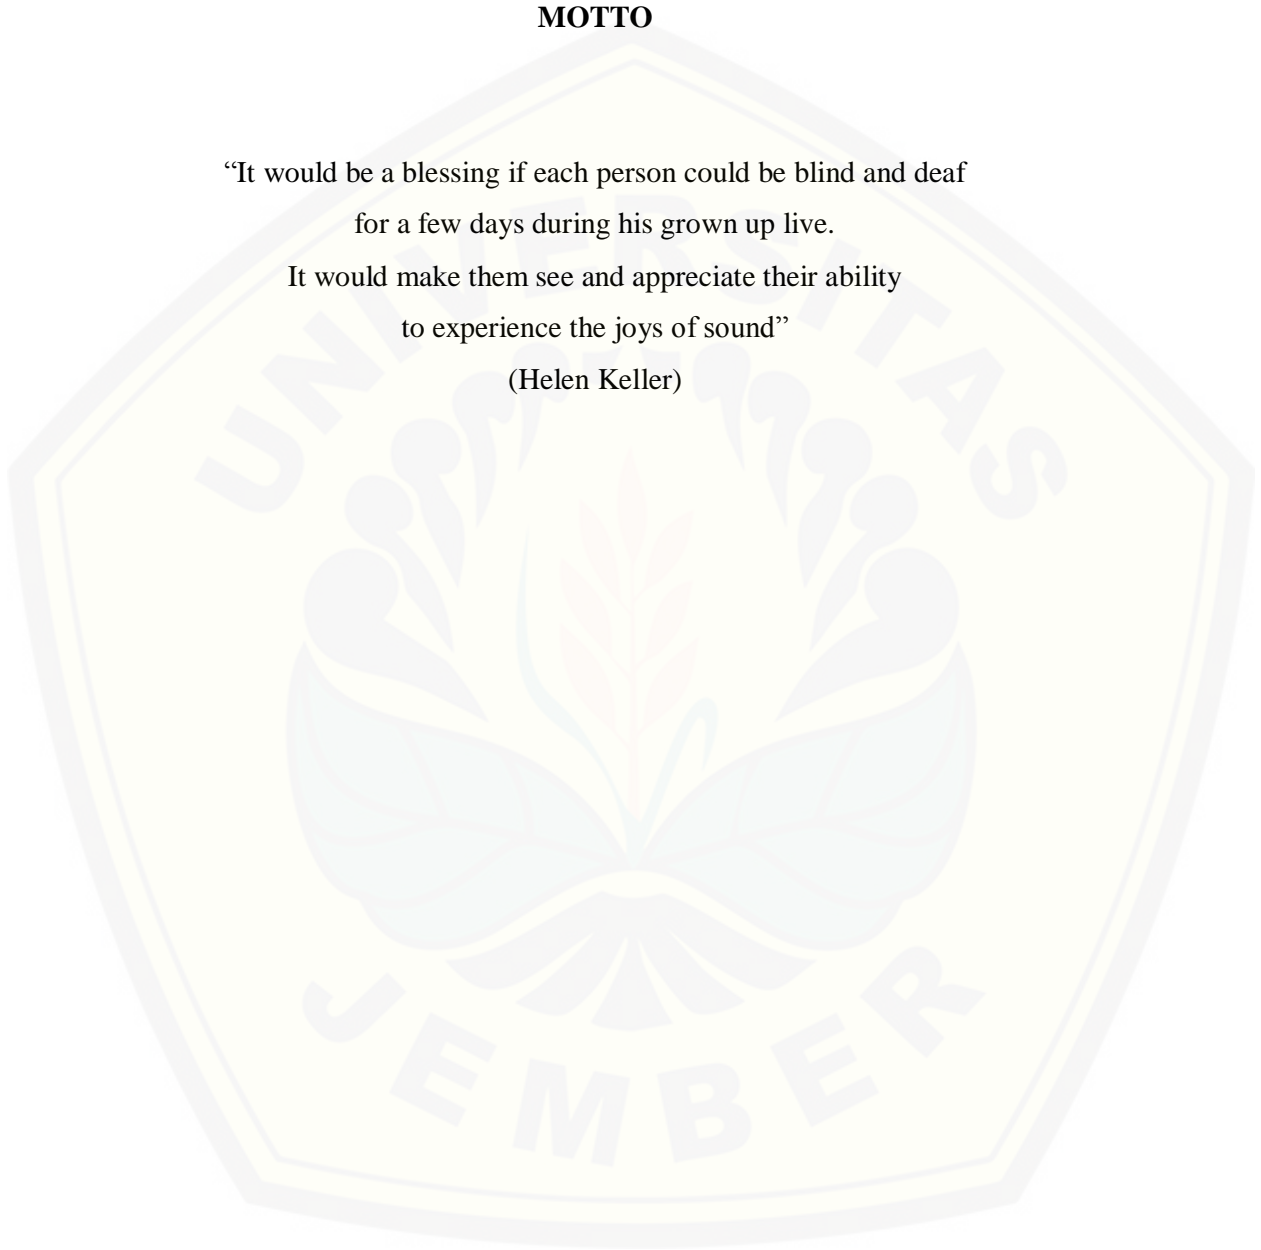 MOTTO
“It would be a blessing if each person could be blind and deaf
for a few days during his grown up live.
It would make them see and appreciate their ability
to experience the joys of sound”
(Helen Keller)
UNIVERSITAS
JEMBER